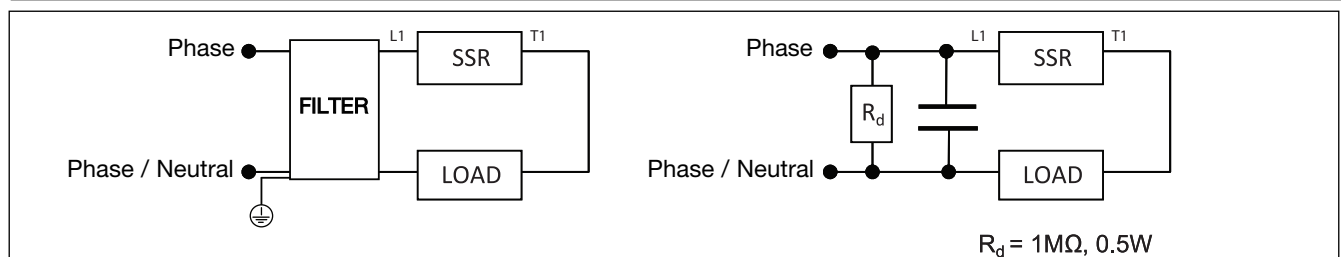 Phase
L1
SSR
T1
FILTER
Phase / Neutral
LOAD
Phase
L1
SSR
T1
Rd
Phase / Neutral
LOAD
Rd = 1MΩ, 0.5W